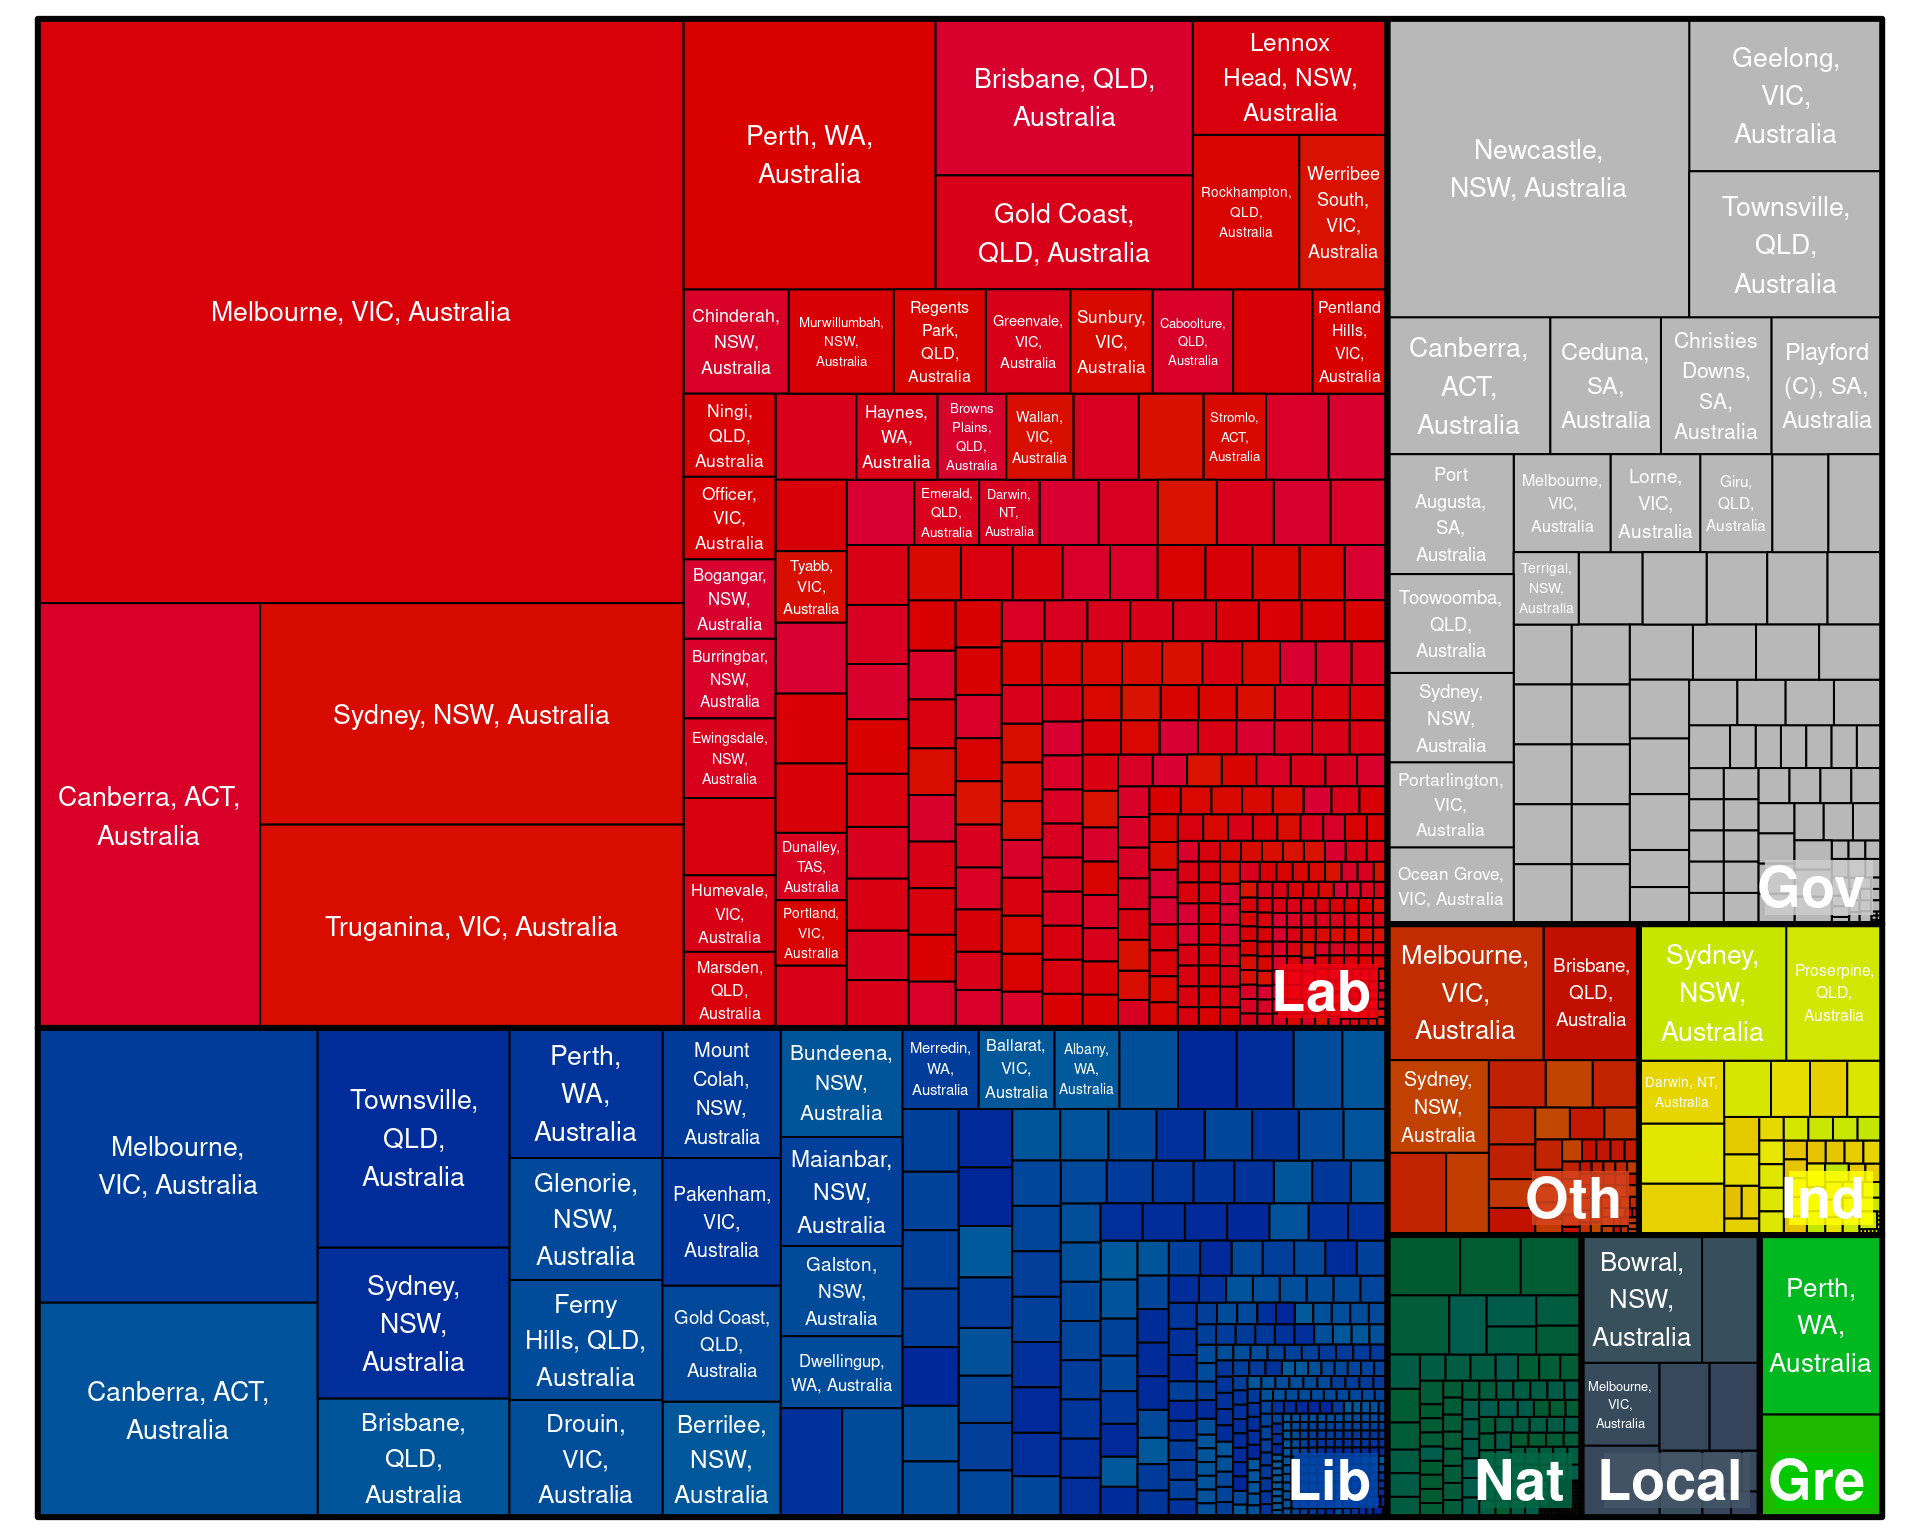 Melbourne, VIC, Australia
Canberra, ACT,
Australia
Sydney, NSW, Australia
Truganina, VIC, Australia
Perth, WA,
Australia
Brisbane, QLD,
Australia
Gold Coast,
QLD, Australia
Lennox
Head, NSW,
Australia
Rockhampton,
QLD,
Australia
Werribee
South,
VIC,
Australia
Chinderah,
NSW,
Australia
Murwillumbah,
NSW,
Australia
Regents
Park,
QLD,
Australia
Greenvale,
VIC,
Australia
Sunbury,
VIC,
Australia
Caboolture,
QLD,
Australia
Pentland
Hills,
VIC,
Australia
Ningi,
QLD,
Australia
Haynes,
WA,
Australia
Browns
Plains,
QLD,
Australia
Wallan,
VIC,
Australia
Stromlo,
ACT,
Australia
Officer,
VIC,
Australia
Emerald,
QLD,
Australia
Darwin,
NT,
Australia
Bogangar,
NSW,
Australia
Tyabb,
VIC,
Australia
Burringbar,
NSW,
Australia
Ewingsdale,
NSW,
Australia
Dunalley,
TAS,
Australia
Humevale,
VIC,
Australia
Portland,
VIC,
Australia
Marsden,
QLD,
Australia
Lab
Newcastle,
NSW, Australia
Geelong,
VIC,
Australia
Townsville,
QLD,
Australia
Canberra,
ACT,
Australia
Ceduna,
SA,
Australia
Christies
Downs,
SA,
Australia
Playford
(C), SA,
Australia
Port
Augusta,
SA,
Australia
Melbourne,
VIC,
Australia
Lorne,
VIC,
Australia
Giru,
QLD,
Australia
Terrigal,
NSW,
Australia
Toowoomba,
QLD,
Australia
Sydney,
NSW,
Australia
Portarlington,
VIC,
Australia
Ocean Grove,
VIC, Australia
Gov
Melbourne,
VIC,
Australia
Brisbane,
QLD,
Australia
Sydney,
NSW,
Australia
Oth
Sydney,
NSW,
Australia
Proserpine,
QLD,
Australia
Darwin, NT,
Australia
Ind
Melbourne,
VIC, Australia
Canberra, ACT,
Australia
Townsville,
QLD,
Australia
Sydney,
NSW,
Australia
Brisbane,
QLD,
Australia
Perth,
WA,
Australia
Glenorie,
NSW,
Australia
Ferny
Hills, QLD,
Australia
Drouin,
VIC,
Australia
Mount
Colah,
NSW,
Australia
Pakenham,
VIC,
Australia
Gold Coast,
QLD,
Australia
Berrilee,
NSW,
Australia
Bundeena,
NSW,
Australia
Maianbar,
NSW,
Australia
Galston,
NSW,
Australia
Dwellingup,
WA, Australia
Merredin,
WA,
Australia
Ballarat,
VIC,
Australia
Albany,
WA,
Australia
Lib
Nat
Bowral,
NSW,
Australia
Melbourne,
VIC,
Australia
Local
Perth,
WA,
Australia
Gre